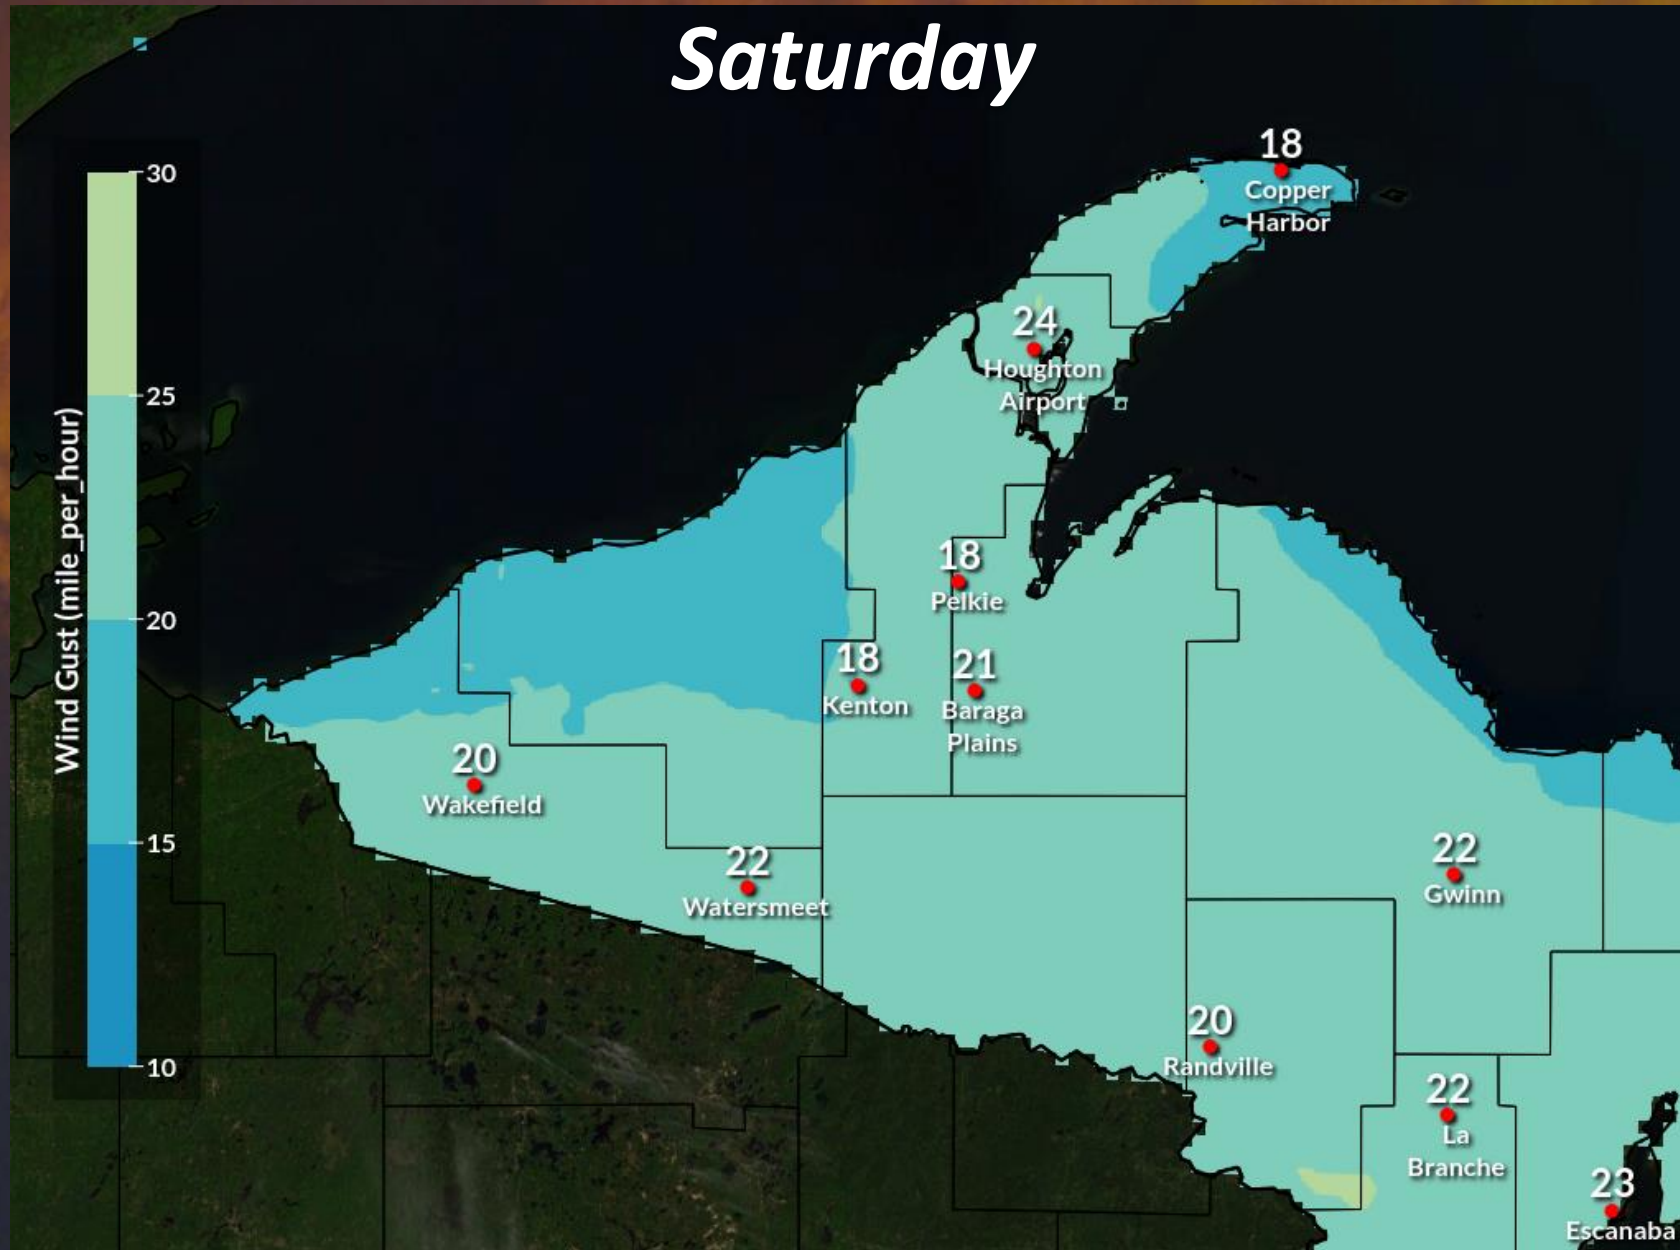 Saturday
18
Copper
Harbor
30
24
Houghton
Airport
25
Wind Gust (mile_per_hour)
18
Pelkie
20
18
Kenton
21
Baraga
Plains
20
Wakefield
15
22
Watersmeet
22
Gwinn
20
Randville
10
22
La
Branche
23
Escanaba